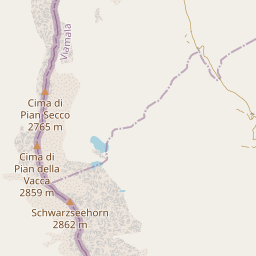 Viamala
Cima di
Pian Secco
2765 m
Cima di
Pian della
Vacca
2859 m
Schwarzseehorn
2862 m